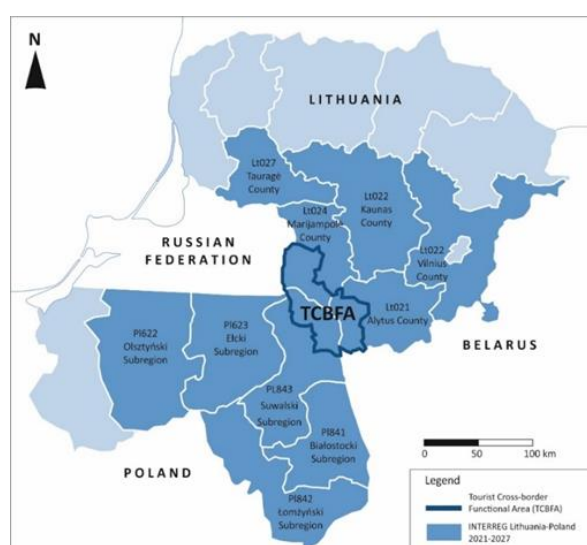 N
LITHUANIA
Lt027
Taurage
County
Lt022
Kaunas
County
Lt024
Marijampolė
County
RUSSIAN
FEDERATION
Lt022
Vilnius
County
TCBFA
Lt021
Alytus County
Pl622
Olsztyński
Subregion
Pl623
Ełcki
Subregion
BELARUS
PL843
Suwalski
Subregion
Pl841
Białostocki
Subregion
POLAND
Pl842
Łomżyński
Subregion
0 50 100 km
Legend
Tourist Cross-border
Functional Area (TCBFA)
INTERREG Lithuania-Poland
2021-2027